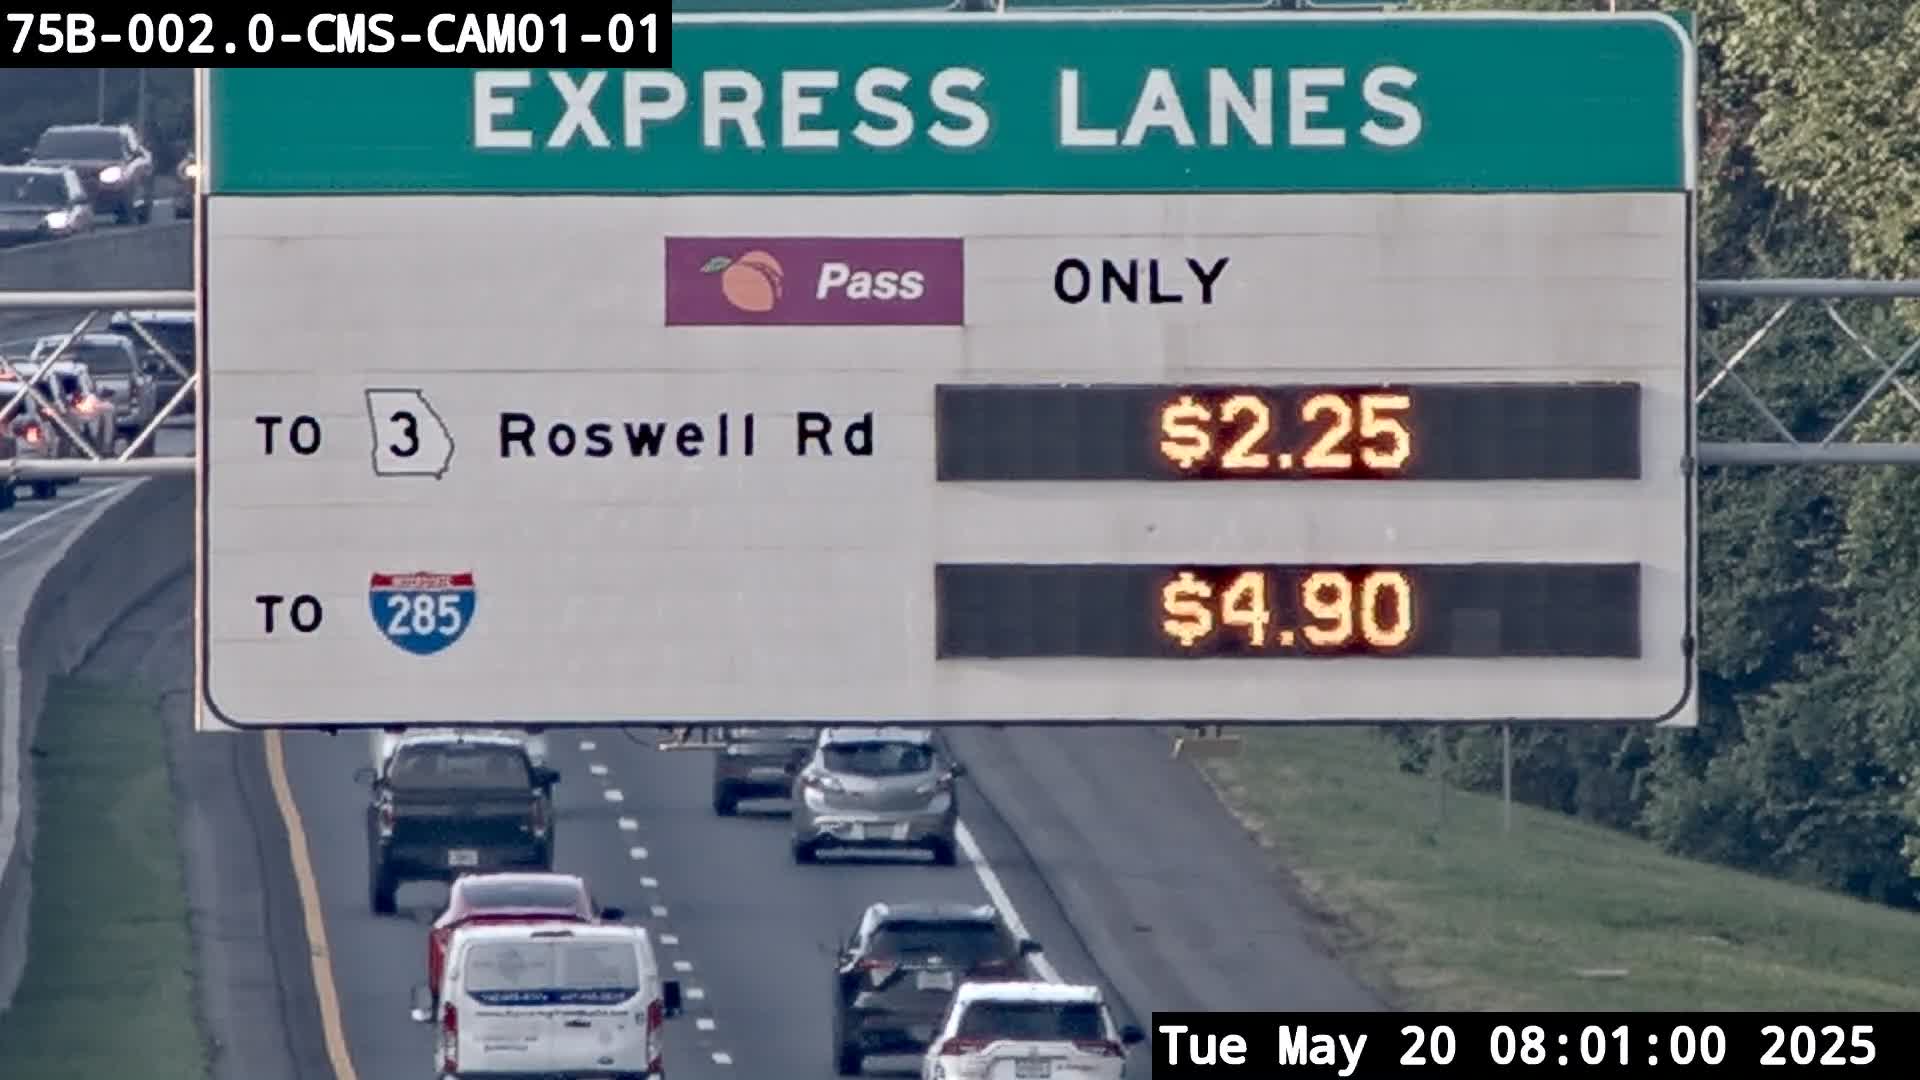 75B-002.0-CMS-CAM01-01
EXPRESS LANES
Pass ONLY
TO 3 Roswell Rd $2.25
TO 285 $4.90
Tue May 20 08:01:00 2025